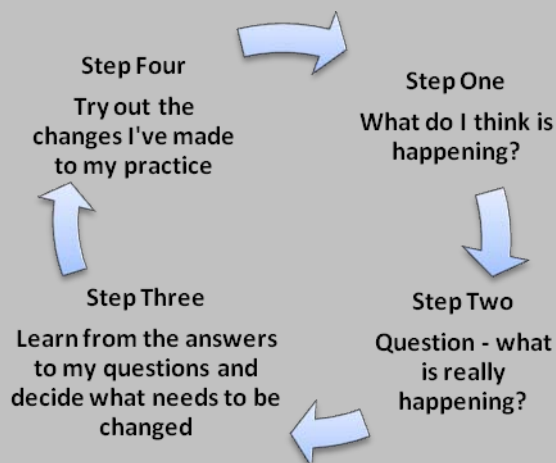 Step One
What do I think is
happening?
Step Two
Question - what
is really
happening?
Step Three
Learn from the answers
to my questions and
decide what needs to be
changed
Step Four
Try out the
changes I've made
to my practice